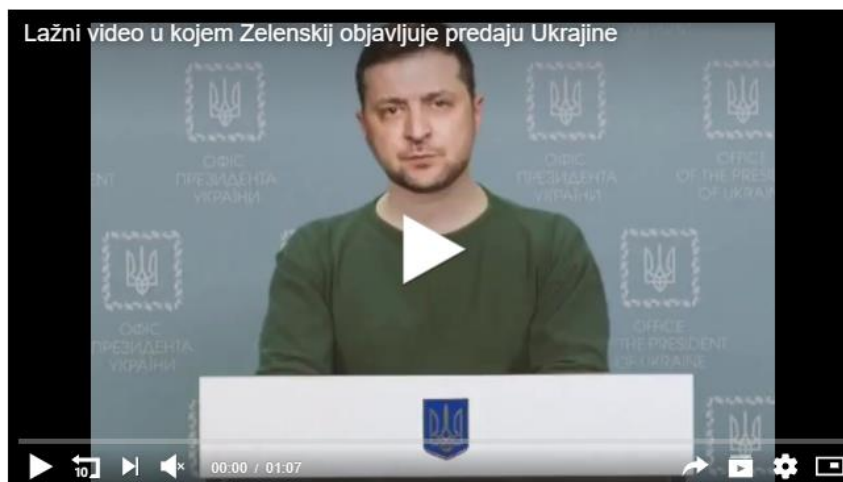 Lažni video u kojem Zelenskij objavljuje predaju Ukrajine
ОФІС
ПРЕЗИДЕНТА
УКРАЇНИ
ОФІС
ПРЕЗИДЕНТА
УКРАЇНИ
OFFICE
OF THE PRESIDENT
OF UKRAINE
ENT
ОФІС
ПРЕЗИДЕНТА
УКРАЇНИ
OFFICE
THE PRESIDENT
OF UKRAINE
10
00:00 / 01:07